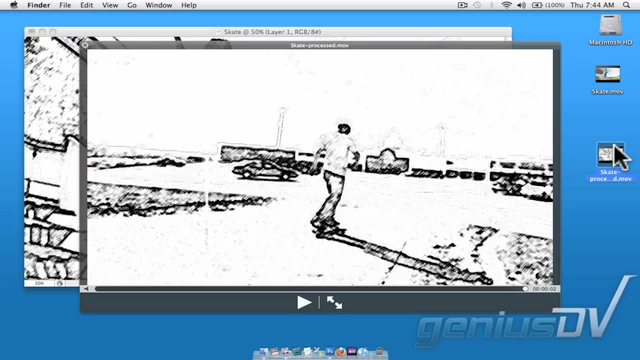 Finder File Edit View Go Window Help
(100%) Thu 7:44 AM
Skate @ 50% (Layer 1, RGB/8#)
Skate-processed.mov
Macintosh HD
Skate.mov
Skate-
proce...d.mov
50%
00:00:02
geniusDV